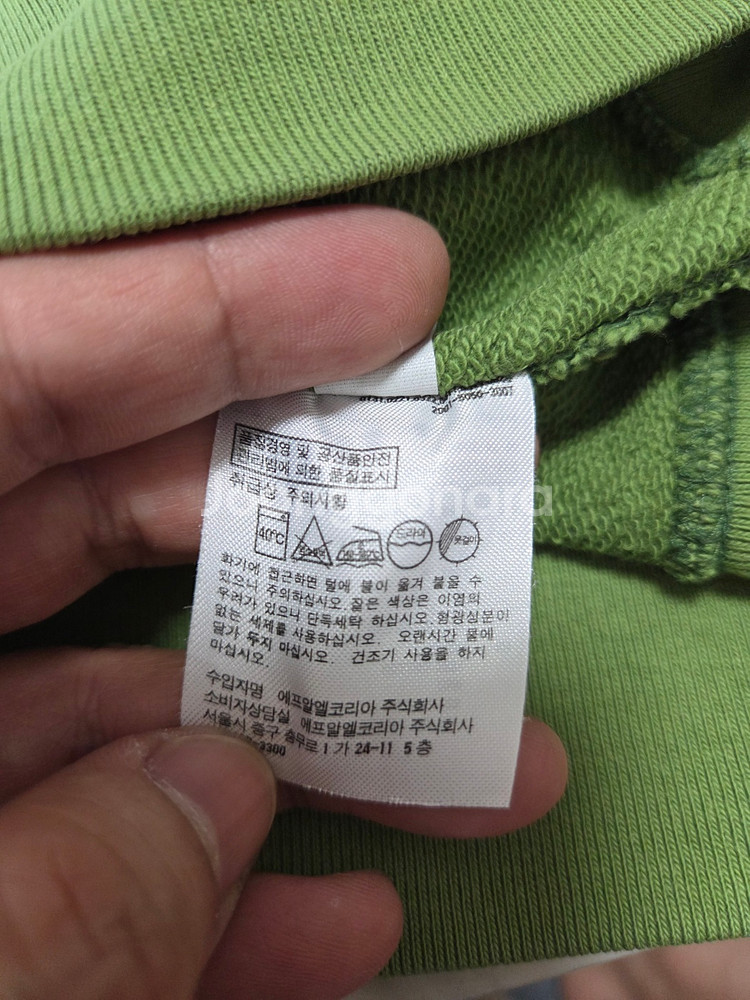 2001-5050-3001
품질경영 및 공산품안전
관리법에 의한 품질표시
취급상 주의사항
40℃
드라이
옷걸이
화기에 접근하면 털에 불이 옮겨 붙을 수
있으니 주의하십시오 짙은 색상은 이염의
우려가 있으니 단독세탁 하십시오 형광성분이
없는 세제를 사용하십시오. 오랜시간 물에
담가 두지 마십시오. 건조기 사용을 하지
마십시오.
수입자명 에프알엘코리아 주식회사
소비자상담실 에프알엘코리아 주식회사
서울시 중구 충무로 1 가 24-11 5 층
3300